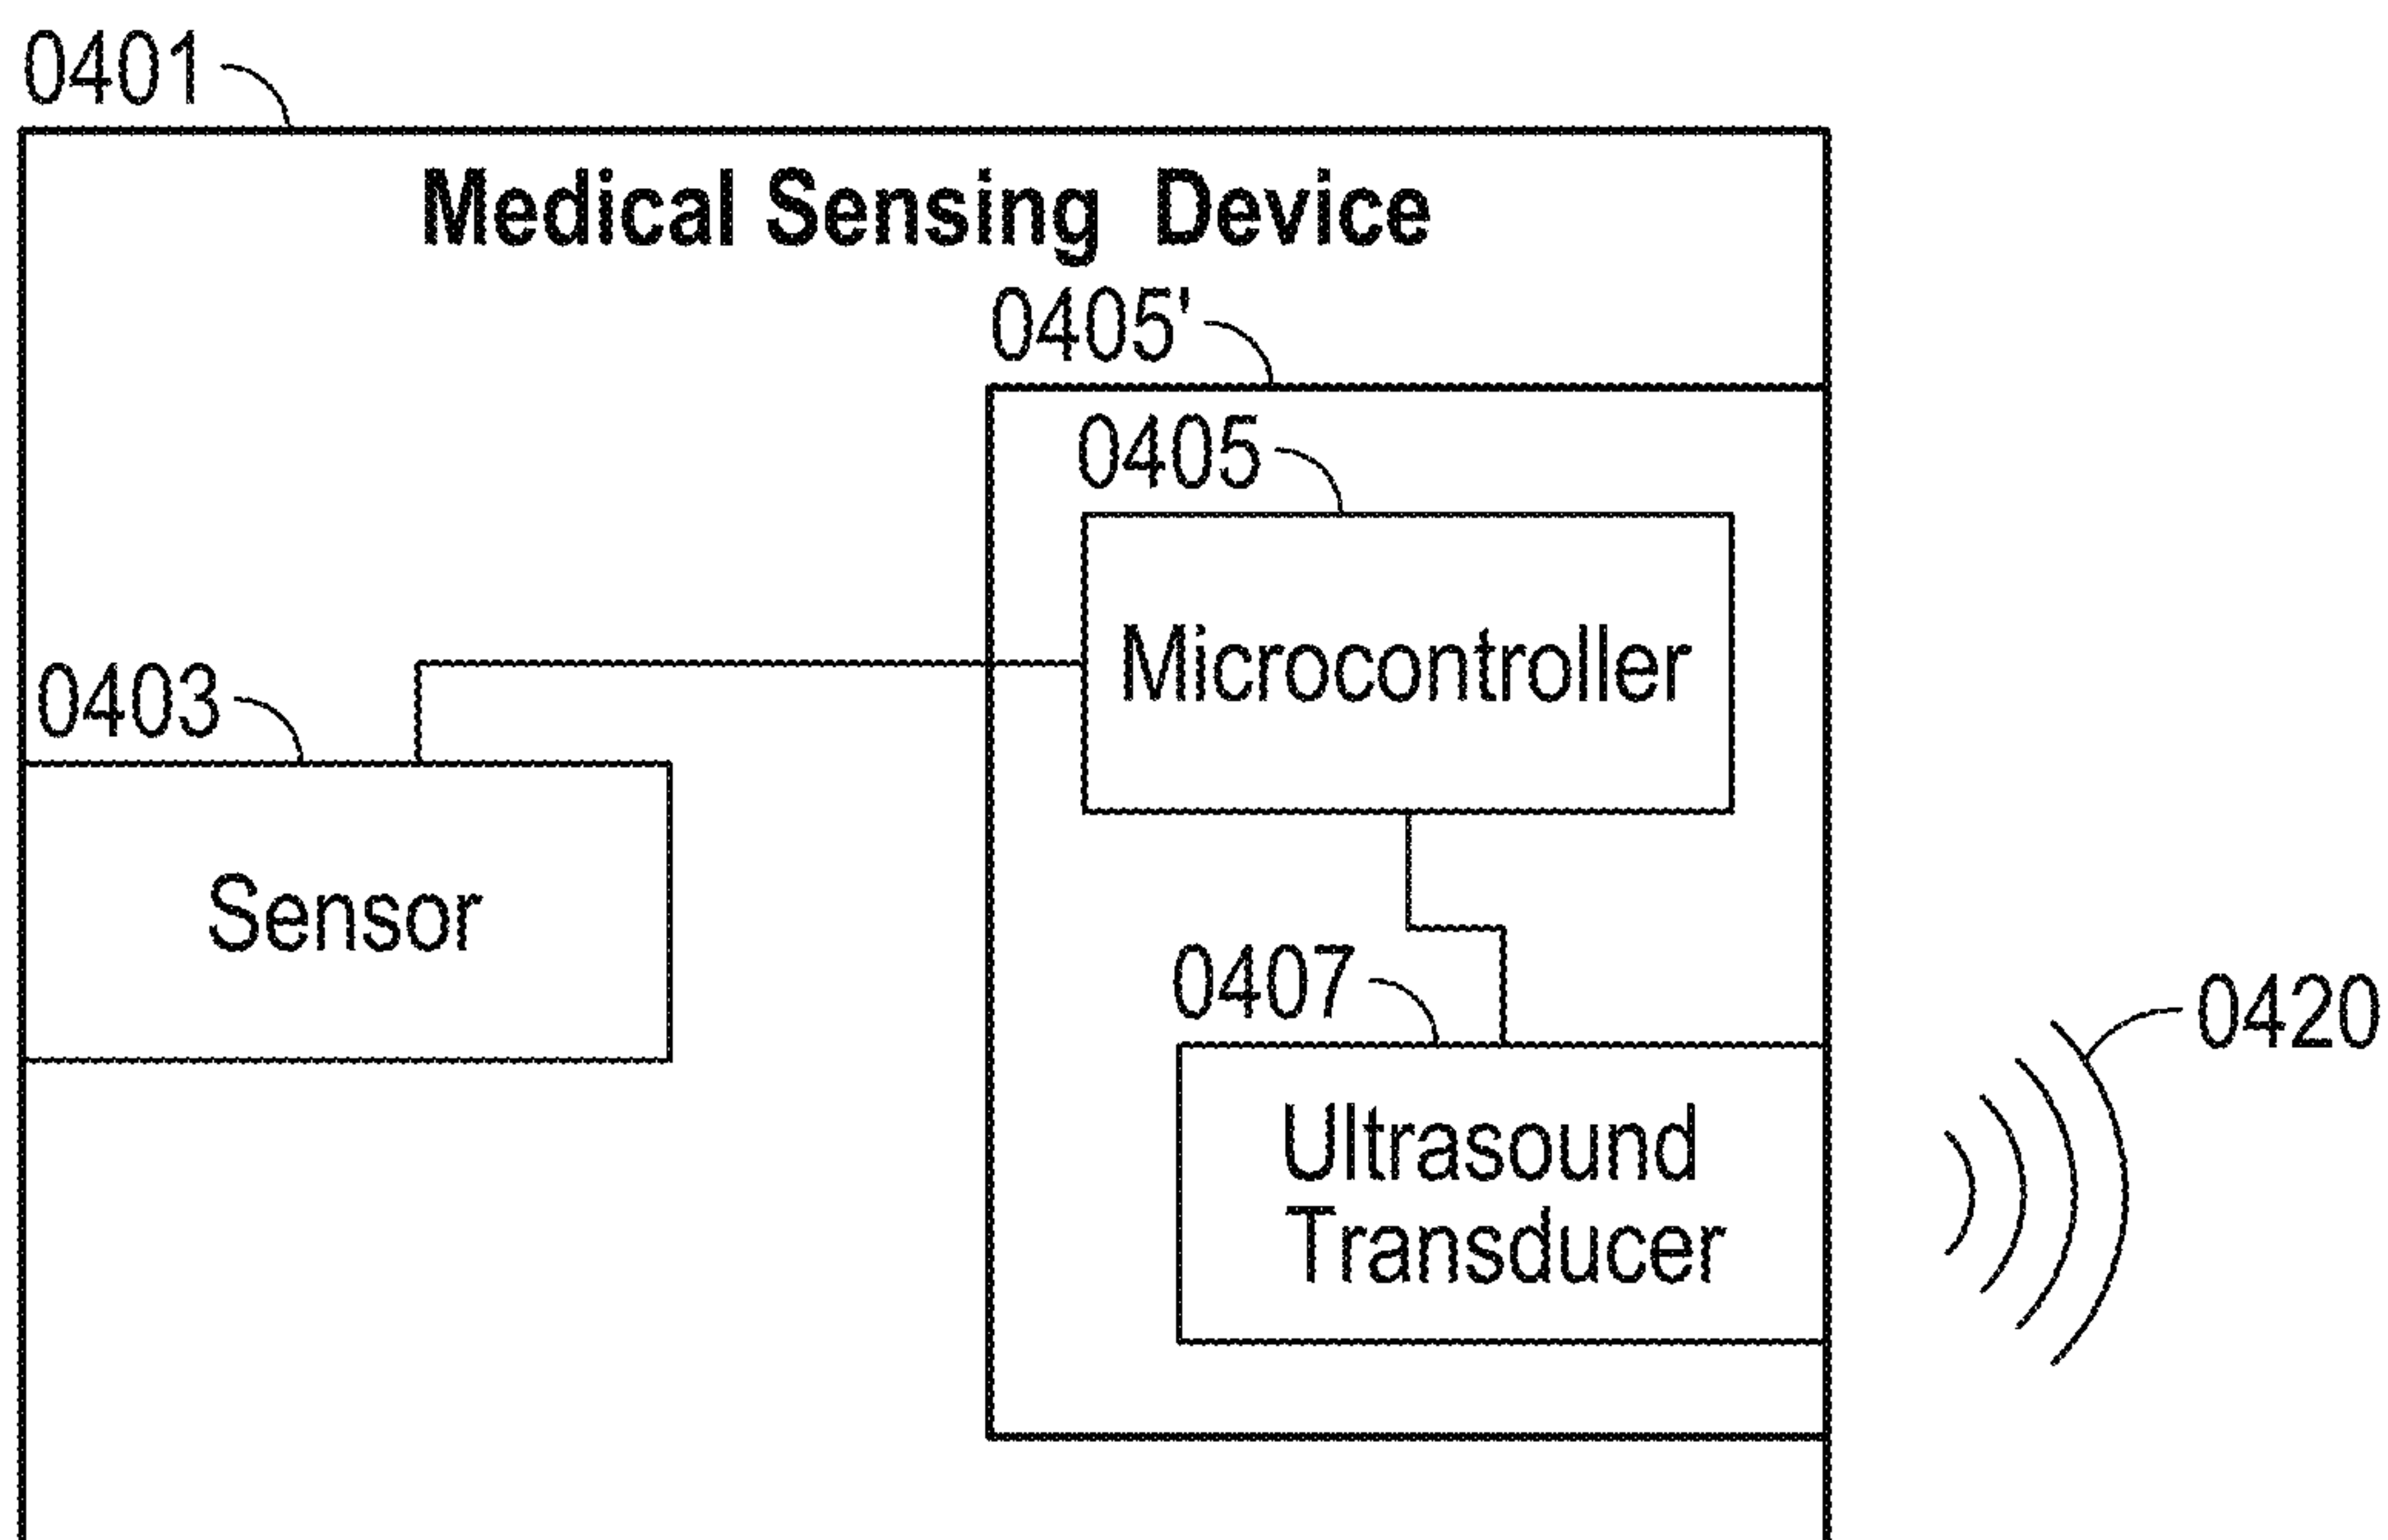 0401
Medical Sensing Device
0405'
0405
Microcontroller
0403
Sensor
0407
0420
Ultrasound
Transducer